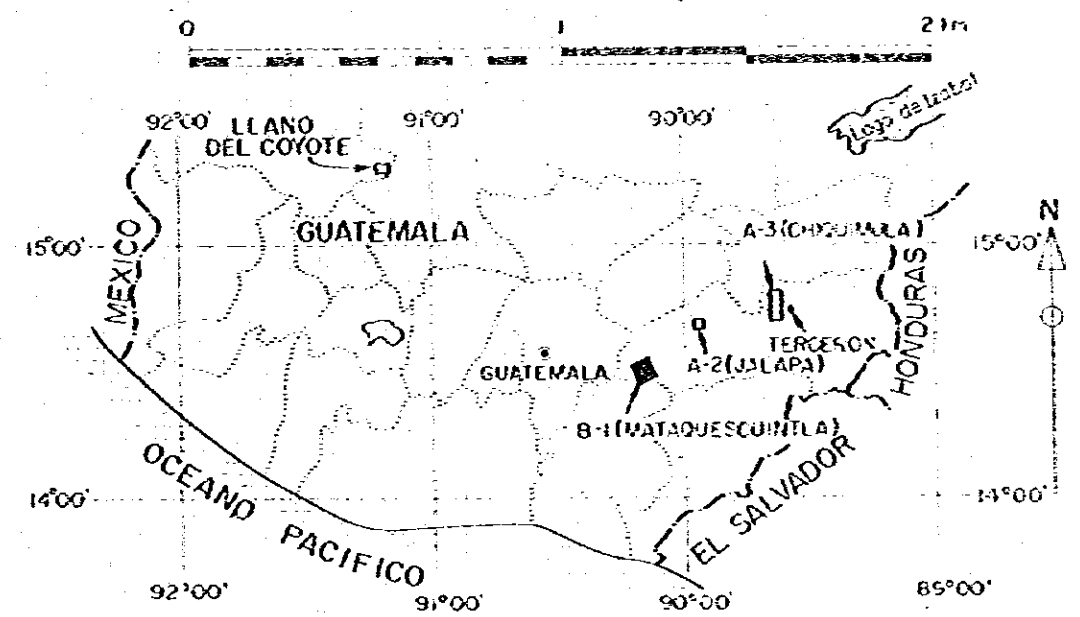 0 1 2
Lago de Izabal
92°00' 91°00' 90°00'
LLANO
DEL COYOTE
MEXICO
GUATEMALA
N
A-3 (CHIQUIMULA)
15°00' 15°00'
HONDURAS
TERCERON
GUATEMALA
A-2 (JALAPA)
B-1 (MATAQUESCUINTLA)
OCEANO PACIFICO
EL SALVADOR
14°00' 14°00'
92°00' 91°00' 90°00' 89°00'